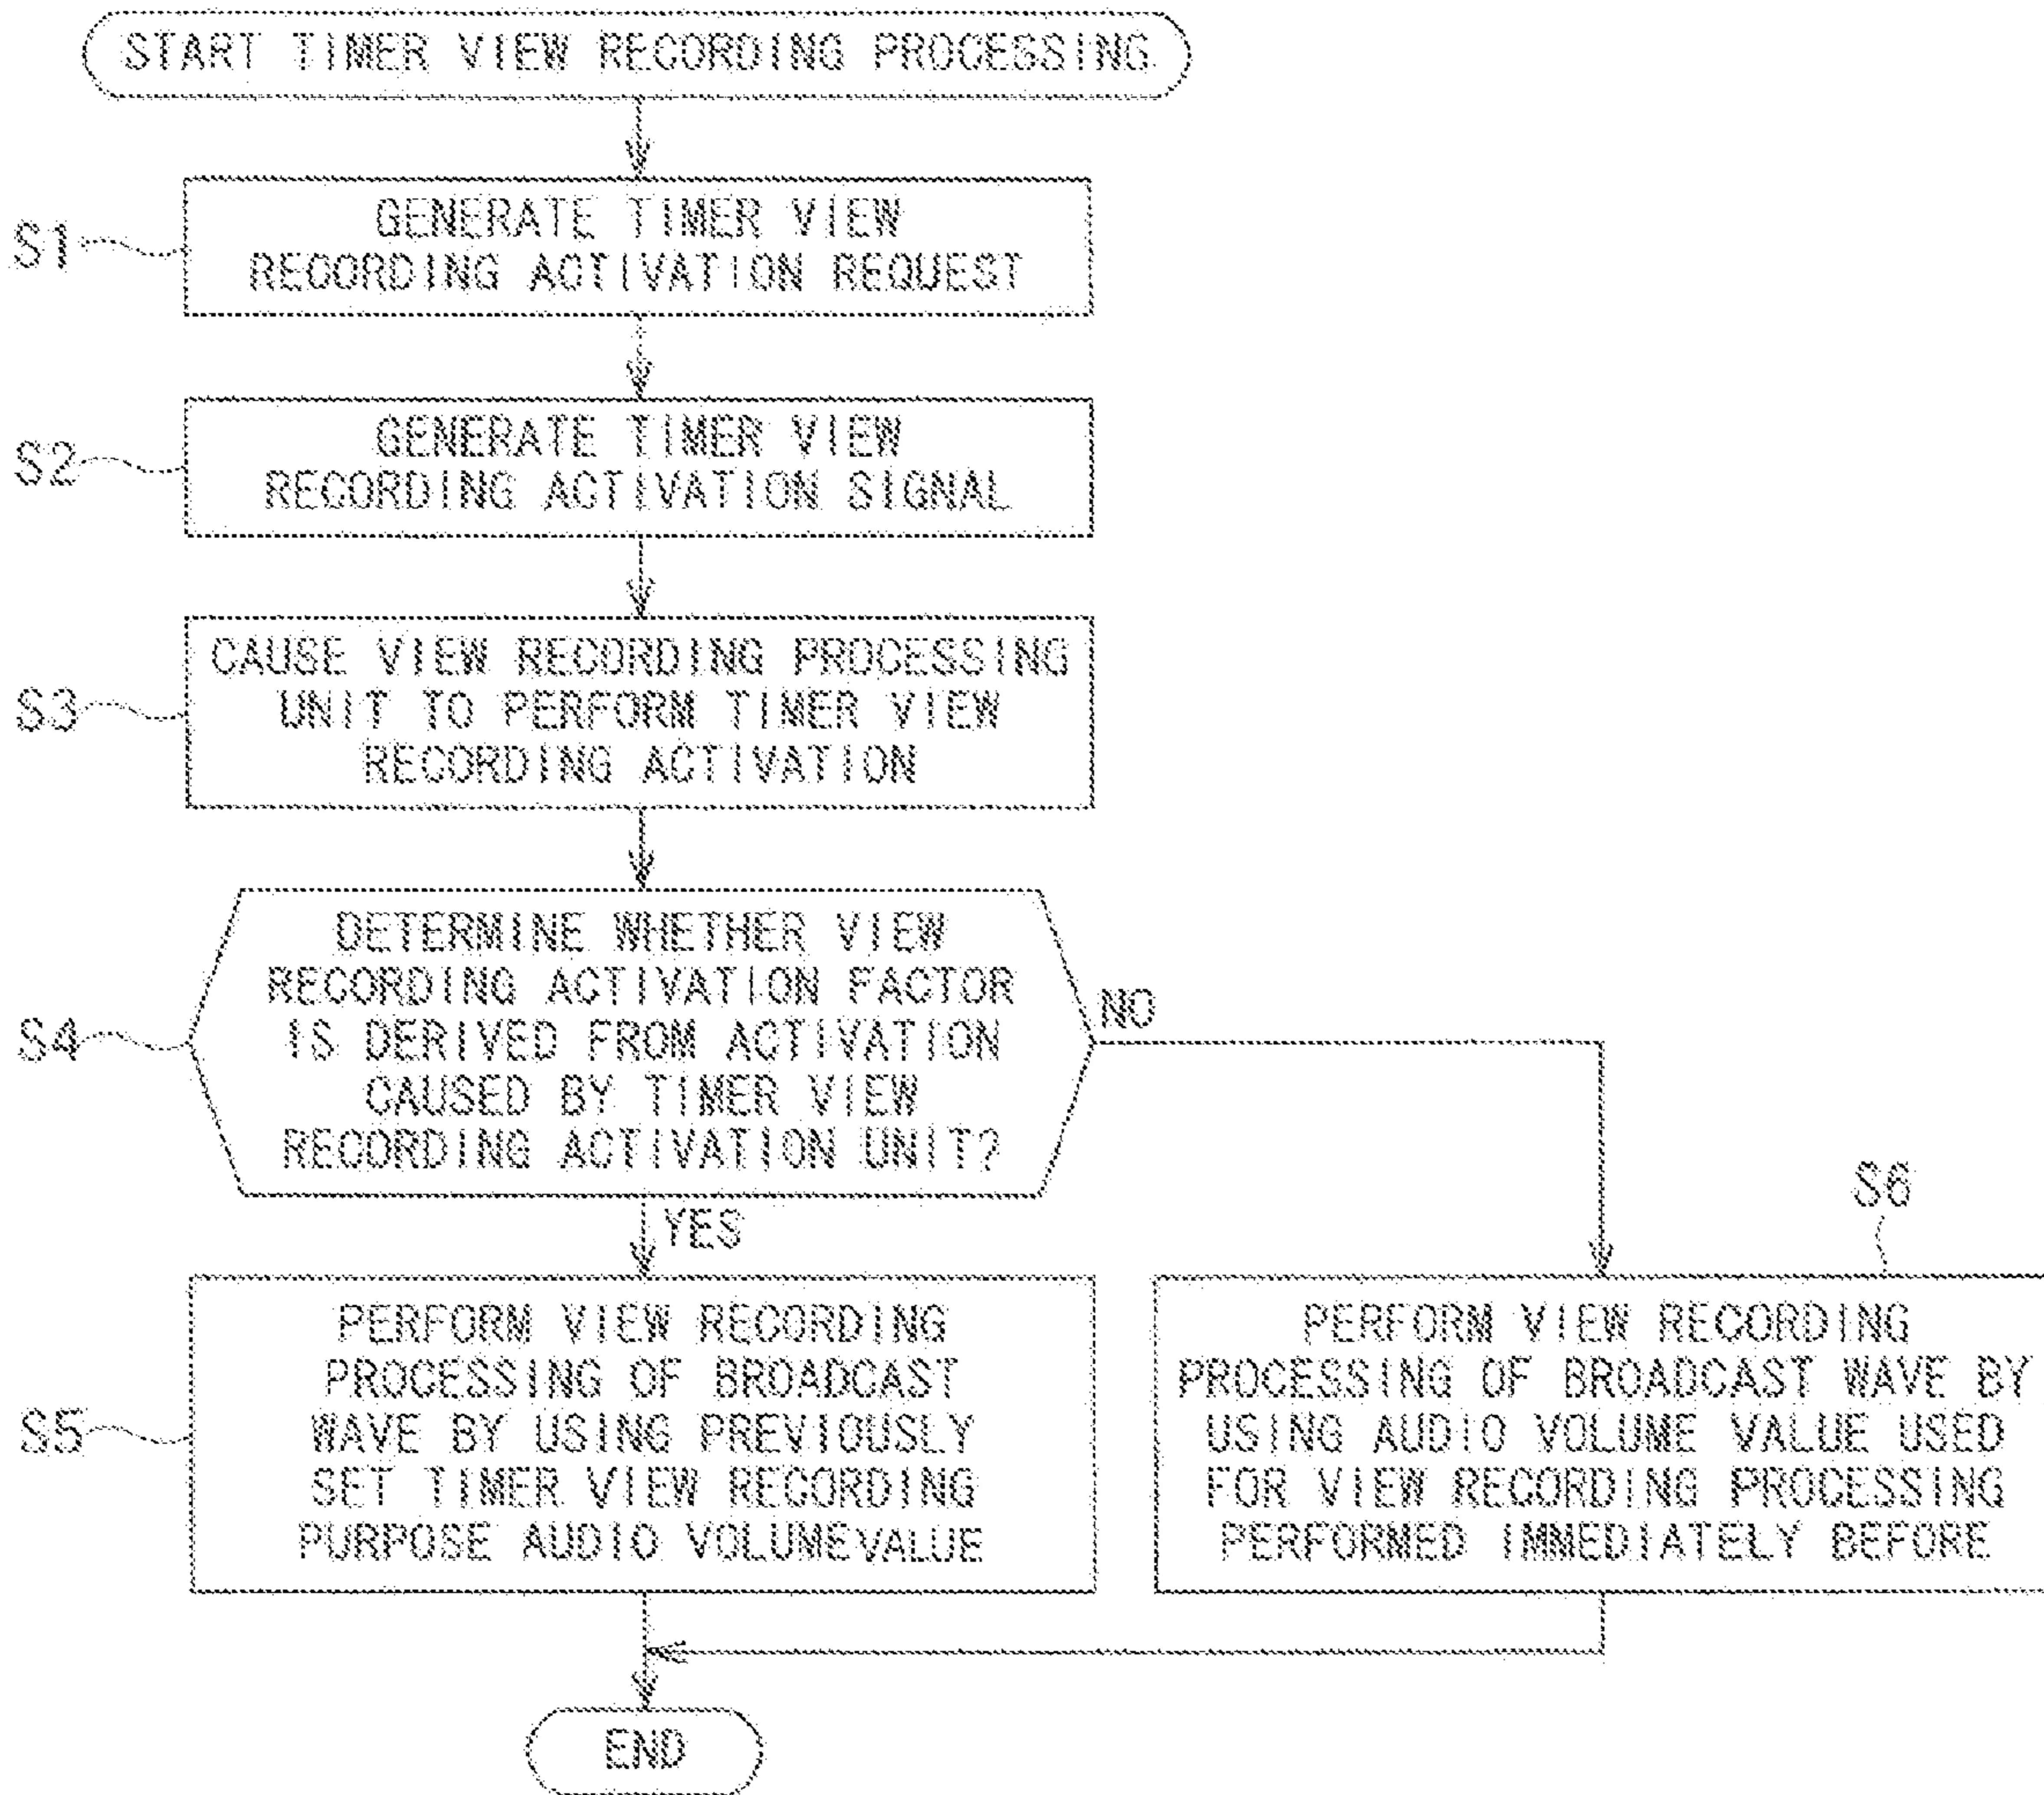 START TIMER VIEW RECORDING PROCESSING
S1
GENERATE TIMER VIEW
RECORDING ACTIVATION REQUEST
S2
GENERATE TIMER VIEW
RECORDING ACTIVATION SIGNAL
S3
CAUSE VIEW RECORDING PROCESSING
UNIT TO PERFORM TIMER VIEW
RECORDING ACTIVATION
S4
DETERMINE WHETHER VIEW
RECORDING ACTIVATION FACTOR
IS DERIVED FROM ACTIVATION
CAUSED BY TIMER VIEW
RECORDING ACTIVATION UNIT?
NO
YES
S5
PERFORM VIEW RECORDING
PROCESSING OF BROADCAST
WAVE BY USING PREVIOUSLY
SET TIMER VIEW RECORDING
PURPOSE AUDIO VOLUME VALUE
S6
PERFORM VIEW RECORDING
PROCESSING OF BROADCAST WAVE BY
USING AUDIO VOLUME VALUE USED
FOR VIEW RECORDING PROCESSING
PERFORMED IMMEDIATELY BEFORE
END